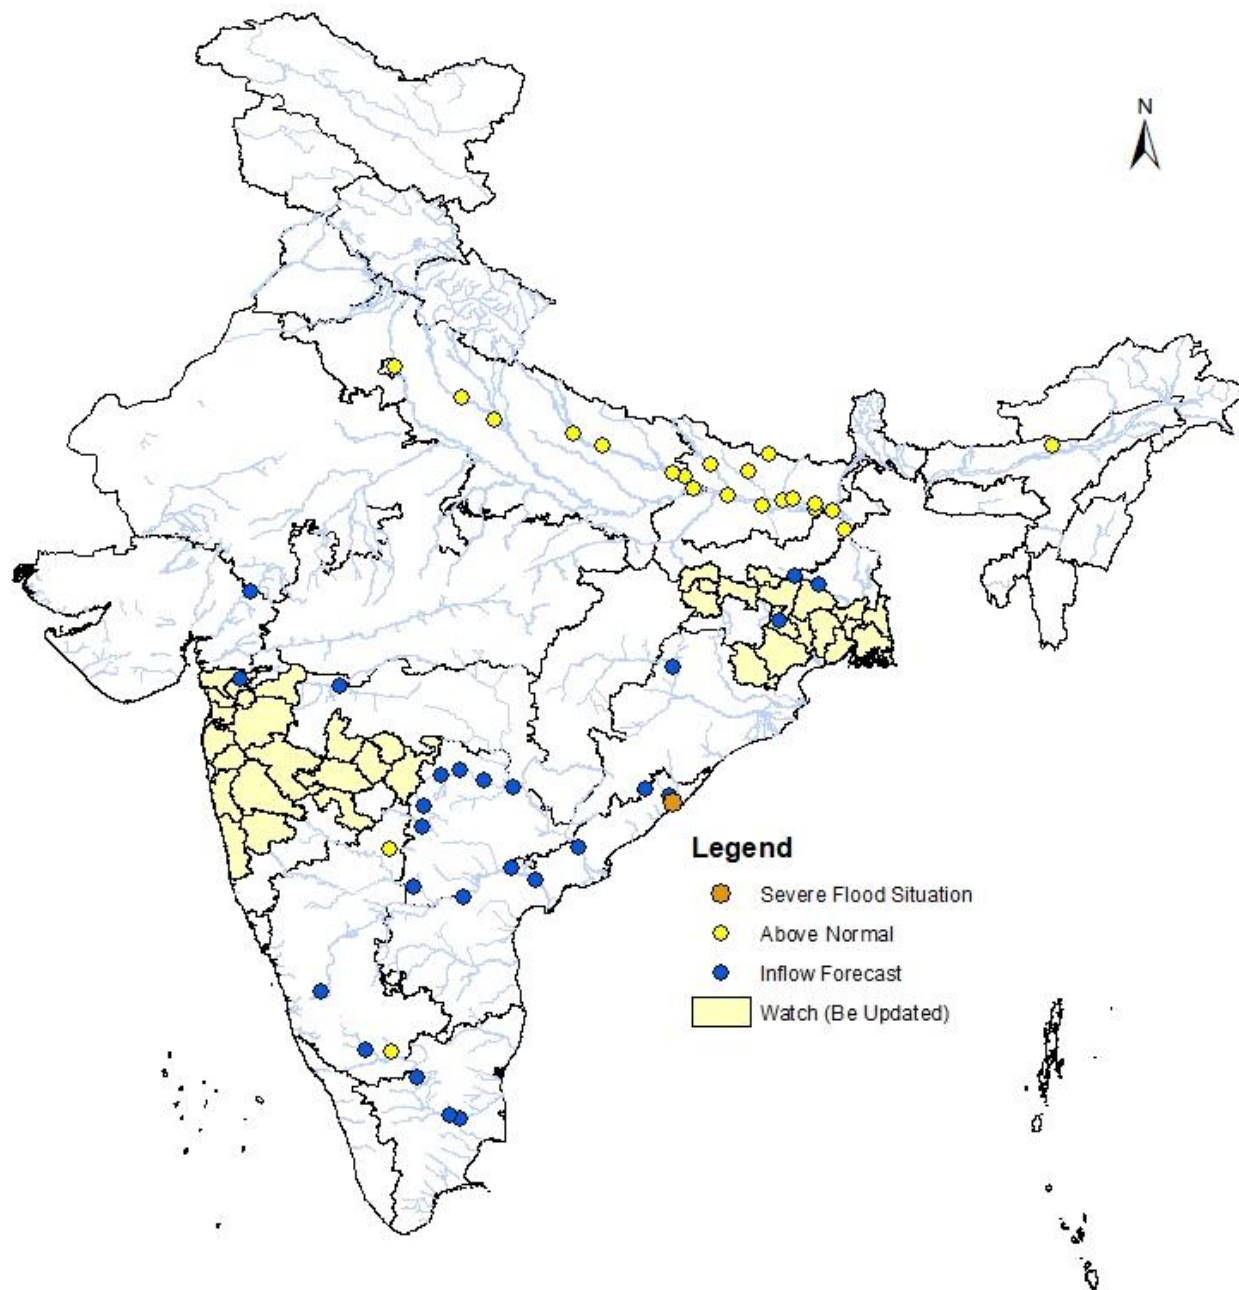 N
Legend
Severe Flood Situation
Above Normal
Inflow Forecast
Watch (Be Updated)